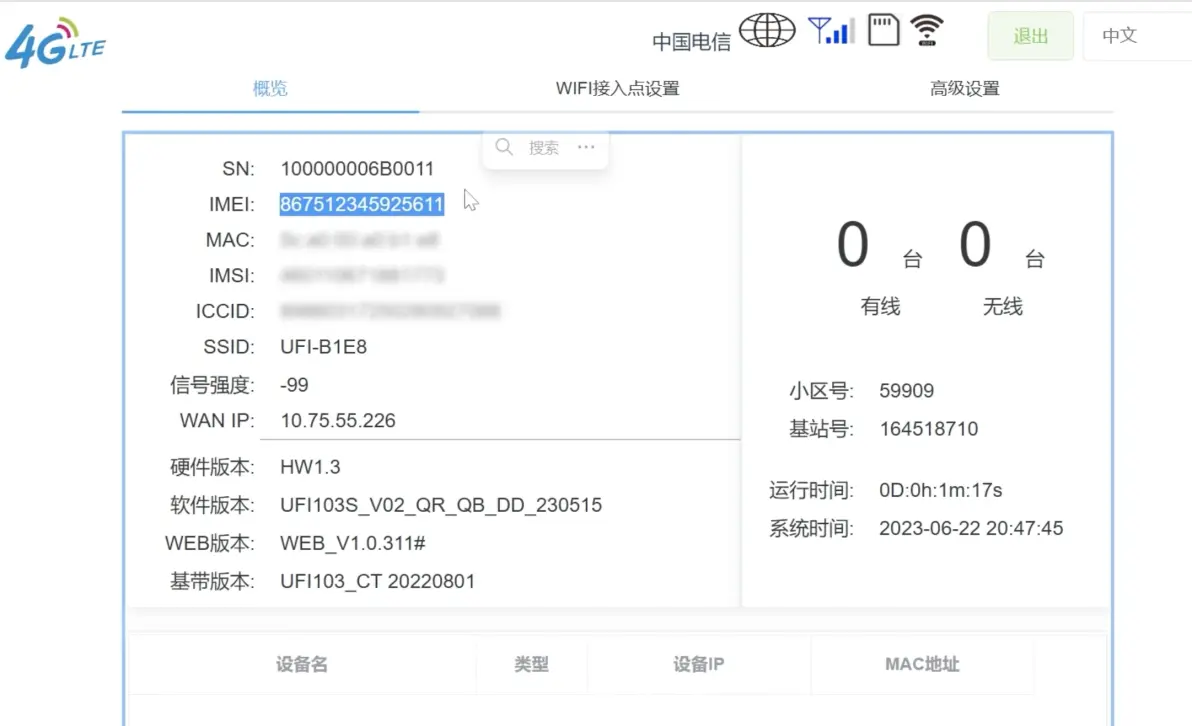 4G LTE
中国电信
退出
中文
概览
WIFI接入点设置
高级设置
搜索 ···
SN: 100000006B0011
IMEI: 867512345925611
MAC:
IMSI:
ICCID:
SSID: UFI-B1E8
信号强度: -99
WAN IP: 10.75.55.226
硬件版本: HW1.3
软件版本: UFI103S_V02_QR_QB_DD_230515
WEB版本: WEB_V1.0.311#
基带版本: UFI103_CT 20220801
0 台 0 台
有线 无线
小区号: 59909
基站号: 164518710
运行时间: 0D:0h:1m:17s
系统时间: 2023-06-22 20:47:45
设备名 类型 设备IP MAC地址